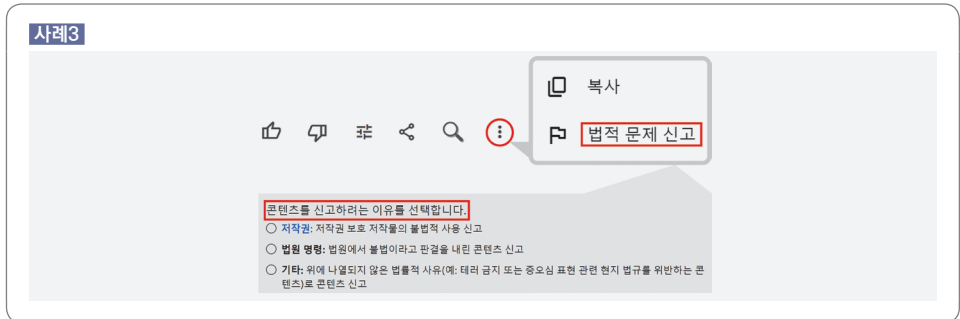 사례3
복사
법적 문제 신고
콘텐츠를 신고하려는 이유를 선택합니다.
저작권: 저작권 보호 저작물의 불법적 사용 신고
법원 명령: 법원에서 불법이라고 판결을 내린 콘텐츠 신고
기타: 위에 나열되지 않은 법률적 사유(예: 테러 금지 또는 증오심 표현 관련 현지 법규를 위반하는 콘
텐츠)로 콘텐츠 신고